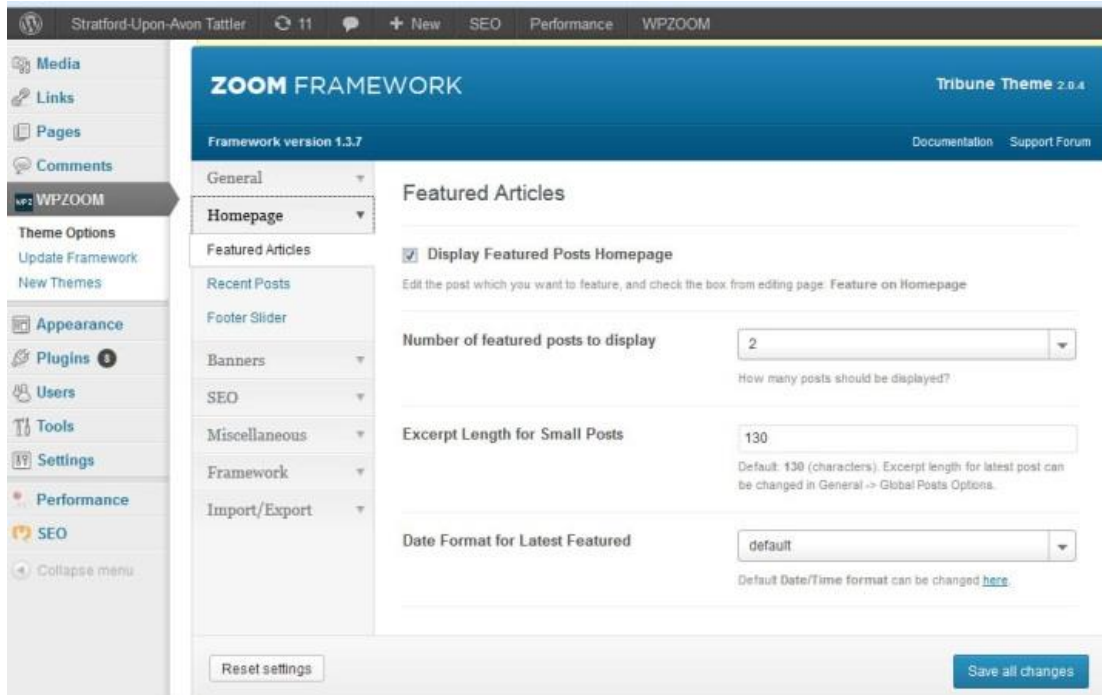 Stratford-Upon-Avon Tattler 11 + New SEO Performance WPZOOM
Media
Links
Pages
Comments
WPZ WPZOOM
Theme Options
Update Framework
New Themes
Appearance
Plugins 8
Users
Tools
Settings
Performance
SEO
Collapse menu
ZOOM FRAMEWORK
Tribune Theme 2.0.4
Framework version 1.3.7
Documentation Support Forum
General
Homepage
Featured Articles
Recent Posts
Footer Slider
Banners
SEO
Miscellaneous
Framework
Import/Export
Featured Articles
Display Featured Posts Homepage
Edit the post which you want to feature, and check the box from editing page: Feature on Homepage
Number of featured posts to display
2
How many posts should be displayed?
Excerpt Length for Small Posts
130
Default: 130 (characters). Excerpt length for latest post can
be changed in General -> Global Posts Options.
Date Format for Latest Featured
default
Default Date/Time format can be changed here.
Reset settings
Save all changes